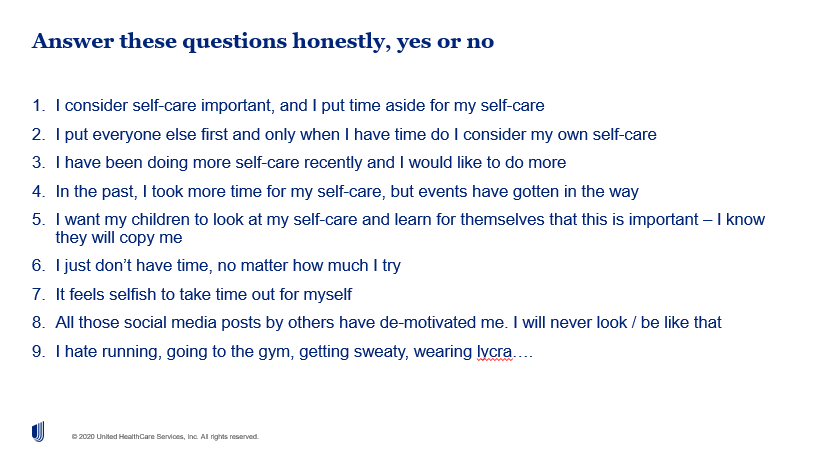 Answer these questions honestly, yes or no
1. I consider self-care important, and I put time aside for my self-care
2. I put everyone else first and only when I have time do I consider my own self-care
3. I have been doing more self-care recently and I would like to do more
4. In the past, I took more time for my self-care, but events have gotten in the way
5. I want my children to look at my self-care and learn for themselves that this is important – I know
they will copy me
6. I just don’t have time, no matter how much I try
7. It feels selfish to take time out for myself
8. All those social media posts by others have de-motivated me. I will never look / be like that
9. I hate running, going to the gym, getting sweaty, wearing lycra….
© 2020 United HealthCare Services, Inc. All rights reserved.